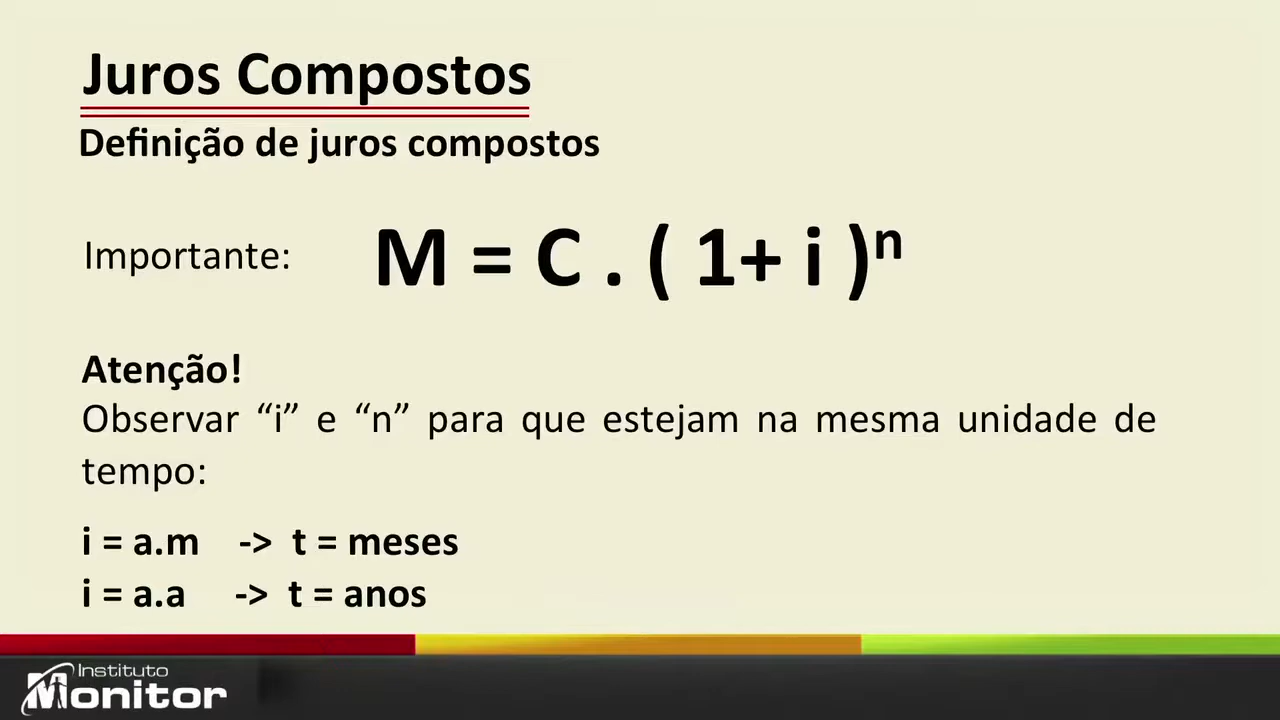 Juros Compostos
Definição de juros compostos
Importante: M = C . ( 1+ i )ⁿ
Atenção!
Observar “i” e “n” para que estejam na mesma unidade de
tempo:
i = a.m -> t = meses
i = a.a -> t = anos
Instituto
Monitor